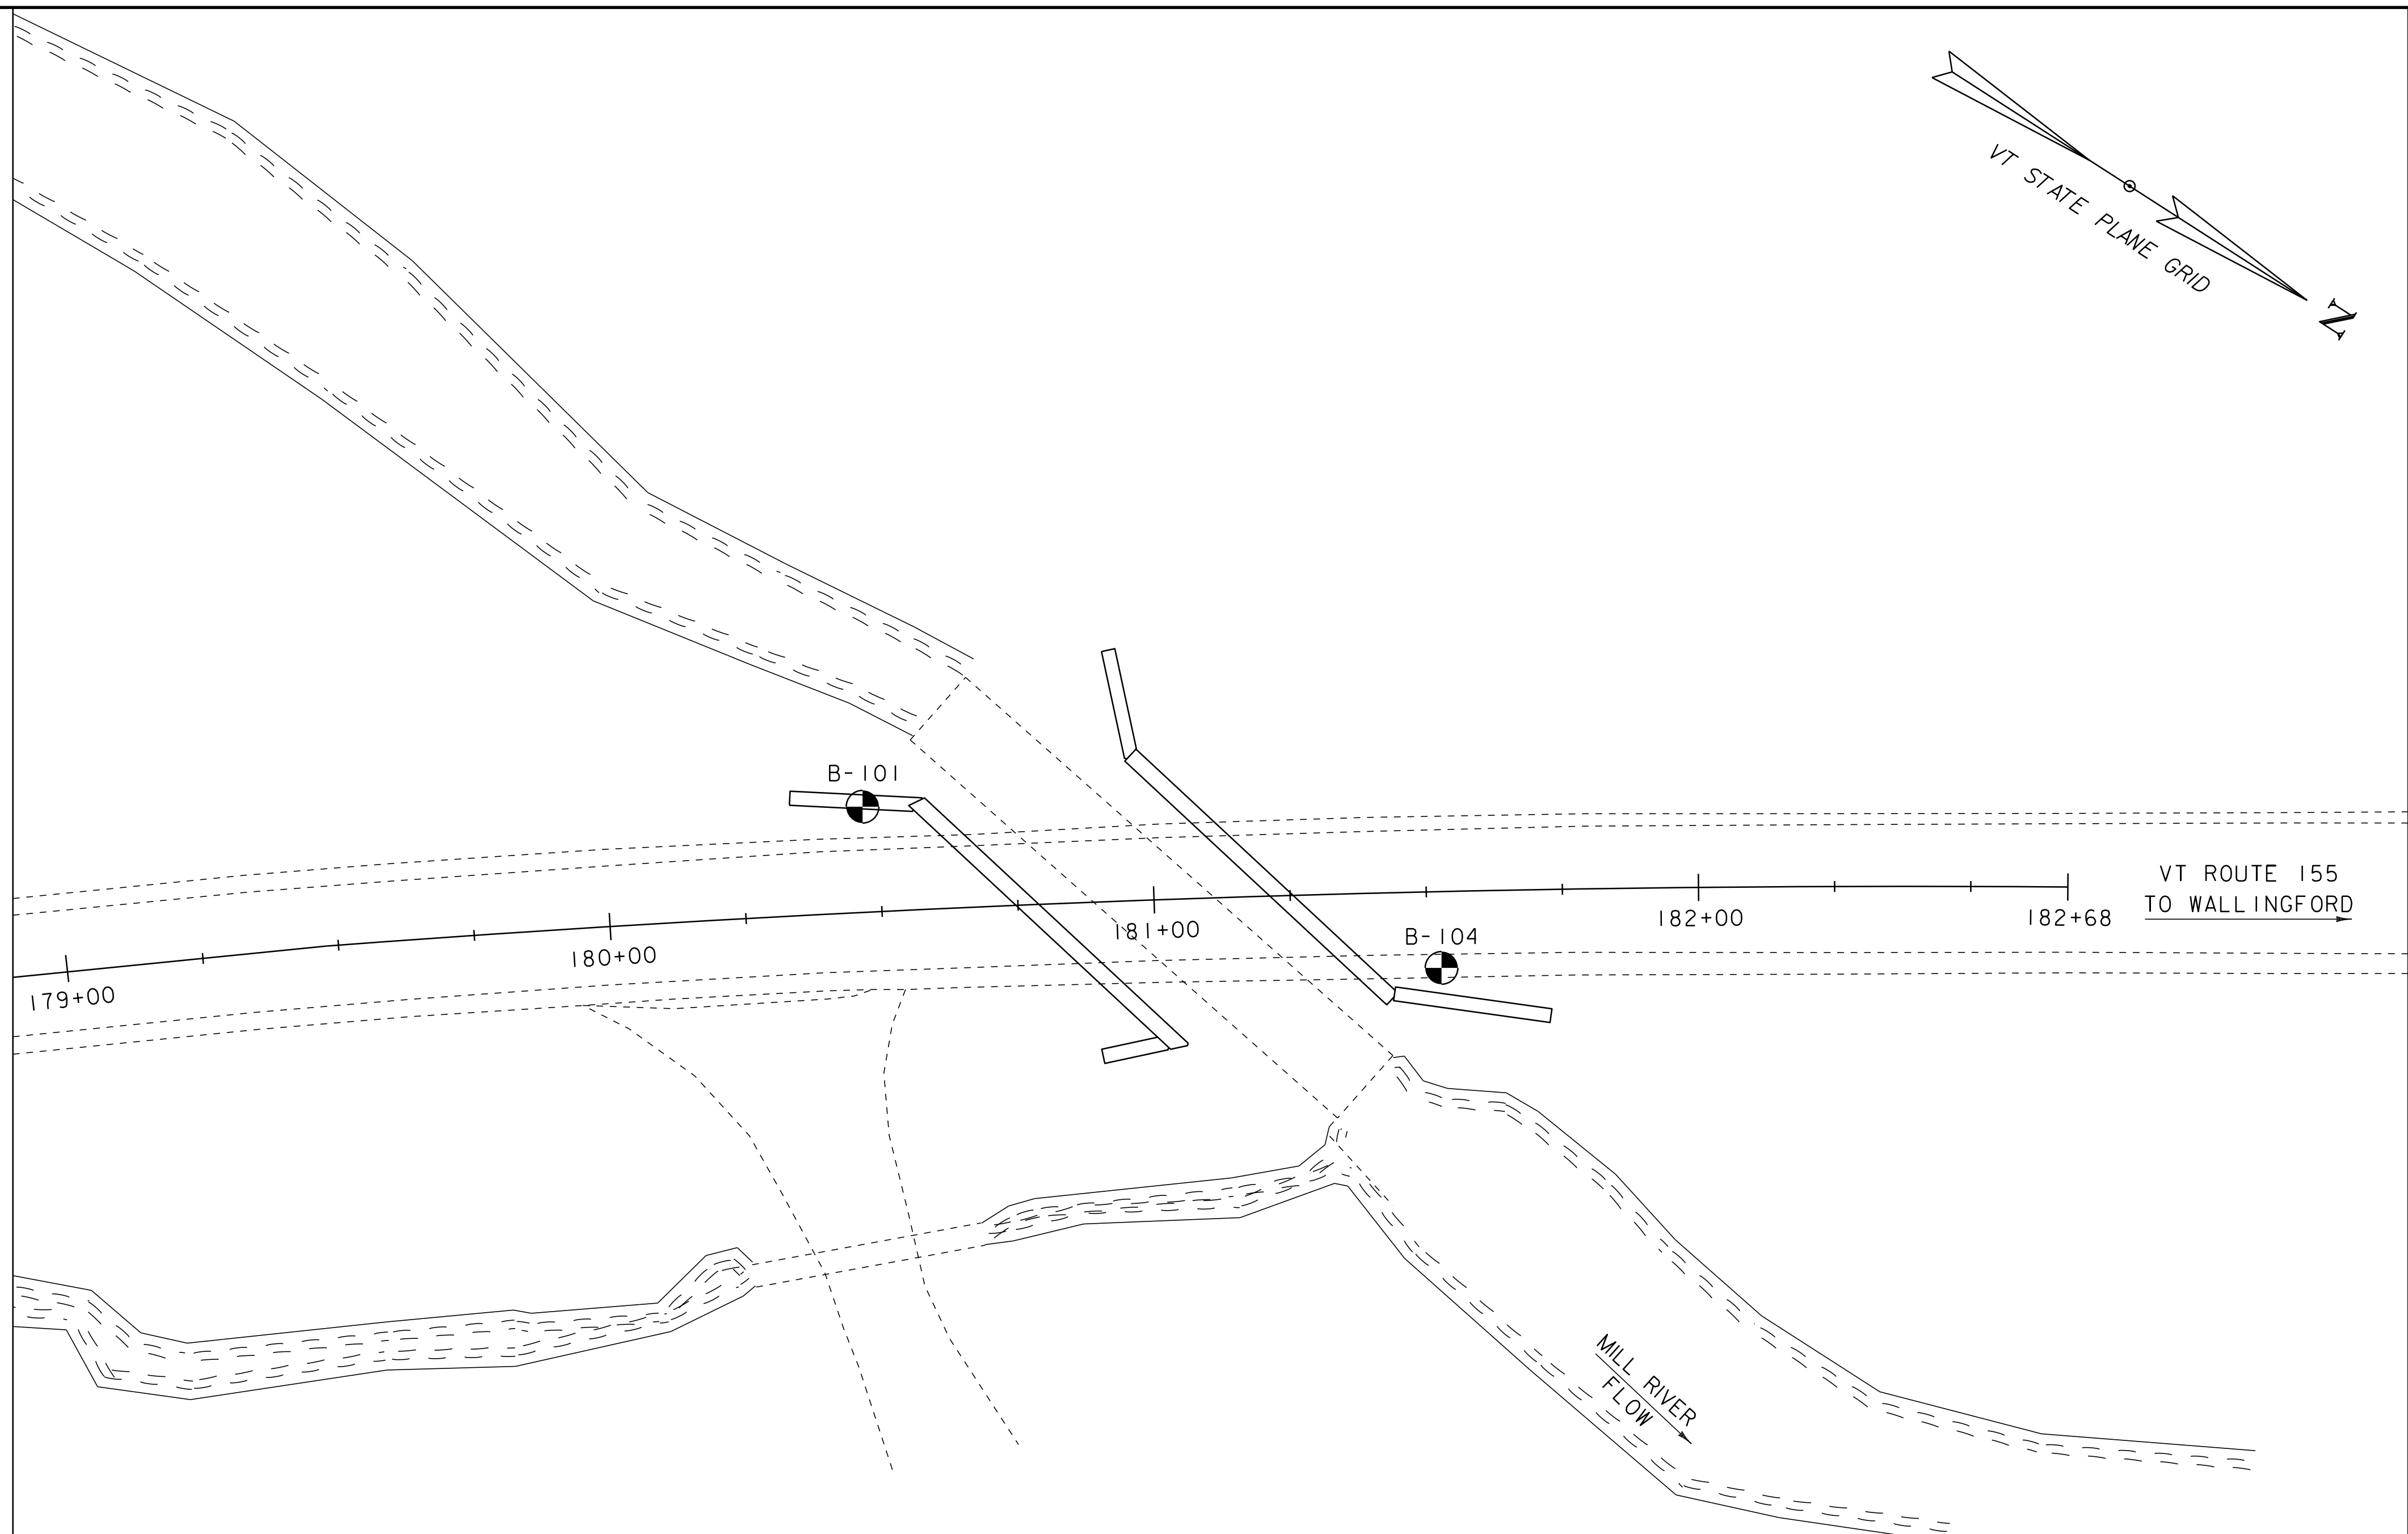 VT STATE PLANE GRID
N
B-101
VT ROUTE 155
TO WALLINGFORD
181+00
182+00
182+68
B-104
180+00
179+00
MILL RIVER
FLOW